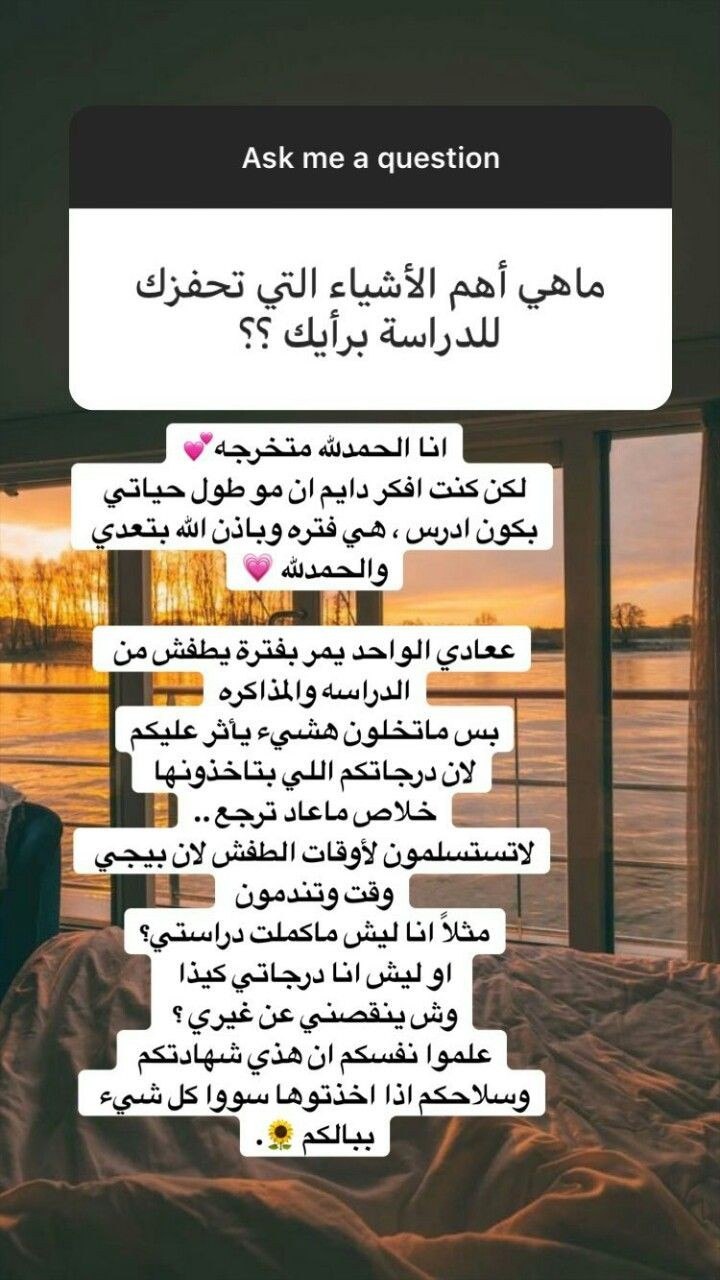 Ask me a question
ماهي أهم الأشياء التي تحفزك
للدراسة برأيك ؟؟
انا الحمدلله متخرجه💕
لكن كنت افكر دايم ان مو طول حياتي
بكون ادرس ، هي فتره وباذن الله بتعدي
والحمدلله 💗
ععادي الواحد يمر بفترة يطفش من
الدراسه والمذاكره
بس ماتخلون هشيء يأثر عليكم
لان درجاتكم اللي بتاخذونها
خلاص ماعاد ترجع ..
لاتستسلمون لأوقات الطفش لان بيجي
وقت وتندمون
مثلاً انا ليش ماكملت دراستي؟
او ليش انا درجاتي كيذا
وش ينقصني عن غيري ؟
علموا نفسكم ان هذي شهادتكم
وسلاحكم اذا اخذتوها سووا كل شيء
ببالكم 🌻 .